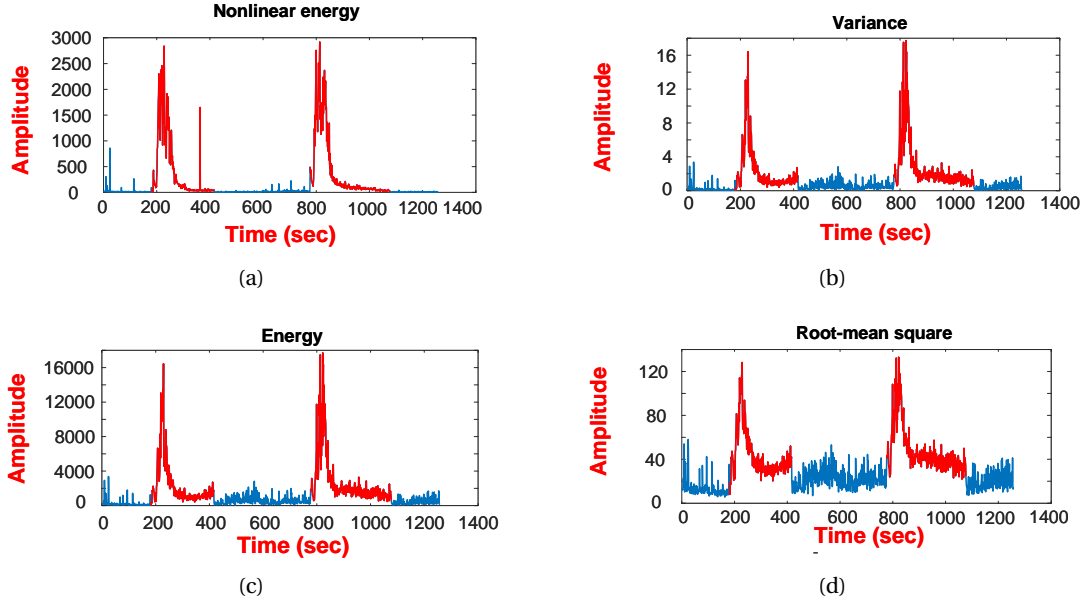 Nonlinear energy
3000
2500
2000
1500
1000
500
0
Amplitude
0 200 400 600 800 1000 1200 1400
Time (sec)
(a)
Variance
16
12
8
4
0
Amplitude
0 200 400 600 800 1000 1200 1400
Time (sec)
(b)
Energy
16000
12000
8000
4000
0
Amplitude
0 200 400 600 800 1000 1200 1400
Time (sec)
(c)
Root-mean square
120
80
40
0
Amplitude
0 200 400 600 800 1000 1200 1400
Time (sec)
(d)